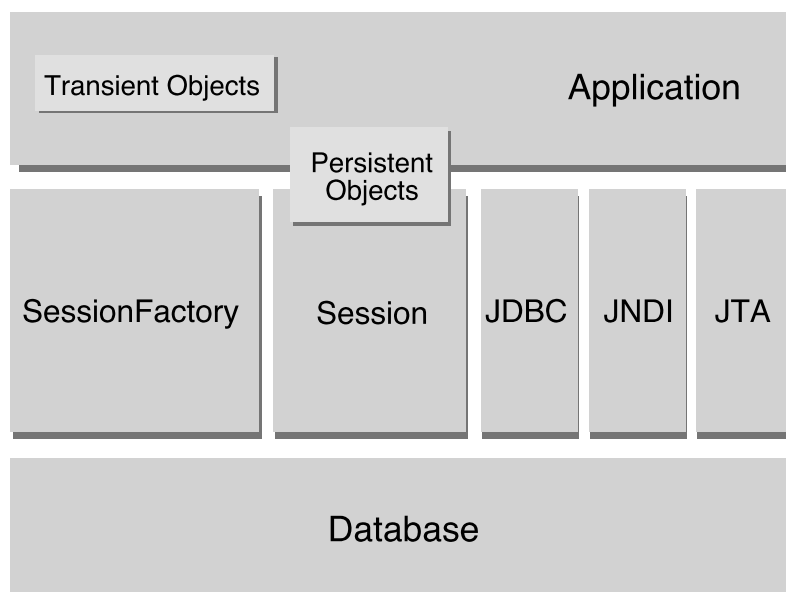 Transient Objects
Application
Persistent
Objects
SessionFactory
Session
JDBC
JNDI
JTA
Database